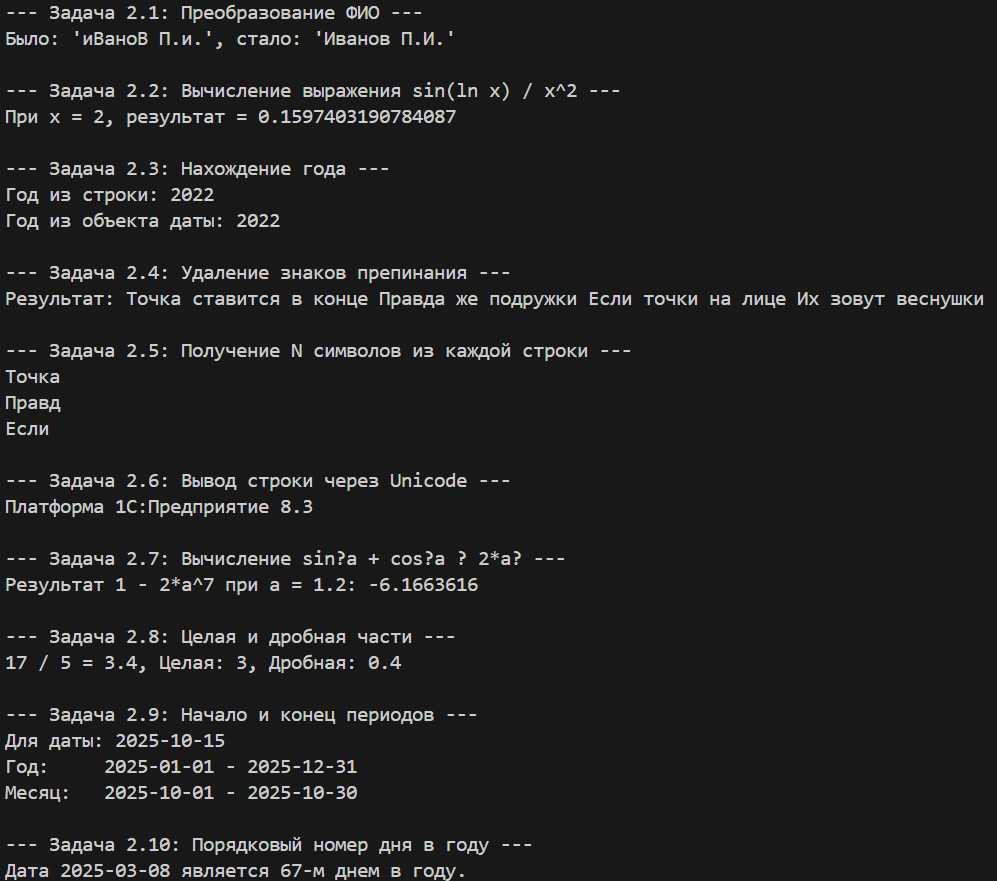 --- Задача 2.1: Преобразование ФИО ---
Было: 'иВаноВ П.и.', стало: 'Иванов П.И.'
--- Задача 2.2: Вычисление выражения sin(ln x) / x^2 ---
При x = 2, результат = 0.1597403190784087
--- Задача 2.3: Нахождение года ---
Год из строки: 2022
Год из объекта даты: 2022
--- Задача 2.4: Удаление знаков препинания ---
Результат: Точка ставится в конце Правда же подружки Если точки на лице Их зовут веснушки
--- Задача 2.5: Получение N символов из каждой строки ---
Точка
Правд
Если
--- Задача 2.6: Вывод строки через Unicode ---
Платформа 1С:Предприятие 8.3
--- Задача 2.7: Вычисление sin?a + cos?a ? 2*a? ---
Результат 1 - 2*a^7 при a = 1.2: -6.1663616
--- Задача 2.8: Целая и дробная части ---
17 / 5 = 3.4, Целая: 3, Дробная: 0.4
--- Задача 2.9: Начало и конец периодов ---
Для даты: 2025-10-15
Год:     2025-01-01 - 2025-12-31
Месяц:   2025-10-01 - 2025-10-30
--- Задача 2.10: Порядковый номер дня в году ---
Дата 2025-03-08 является 67-м днем в году.